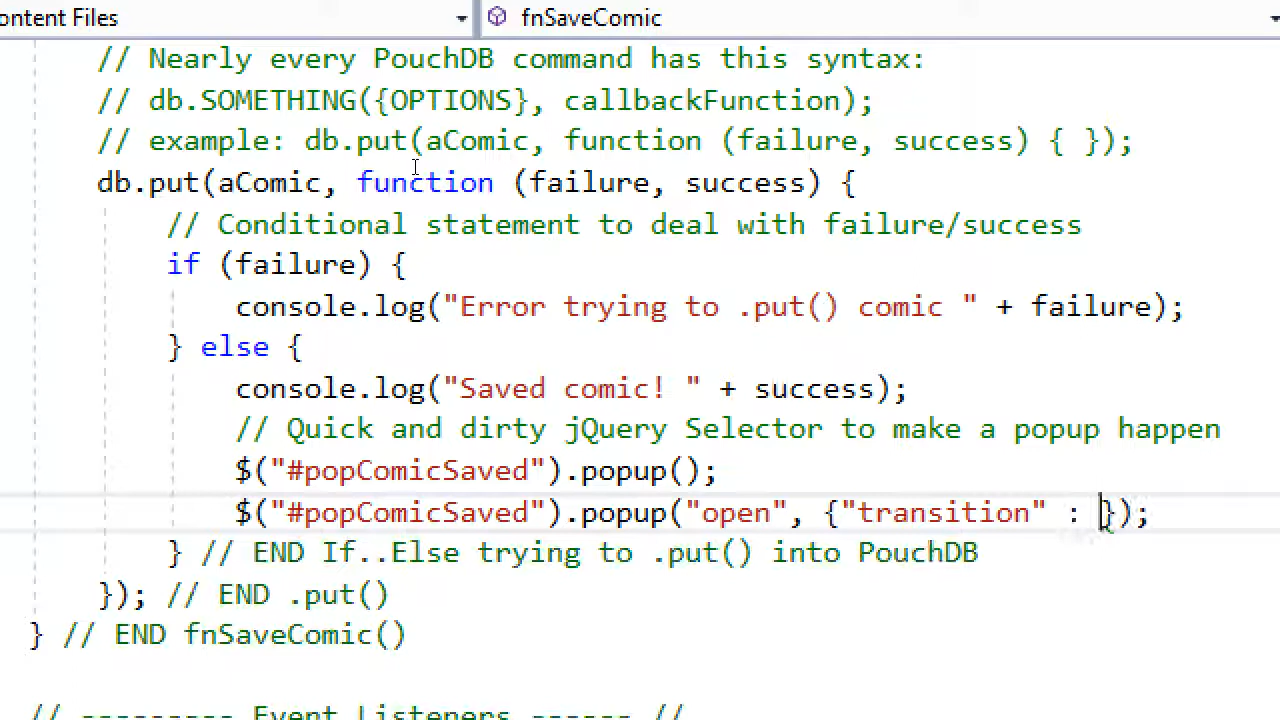 ontent Files fnSaveComic
// Nearly every PouchDB command has this syntax:
// db.SOMETHING({OPTIONS}, callbackFunction);
// example: db.put(aComic, function (failure, success) { });
db.put(aComic, function (failure, success) {
// Conditional statement to deal with failure/success
if (failure) {
console.log("Error trying to .put() comic " + failure);
} else {
console.log("Saved comic! " + success);
// Quick and dirty jQuery Selector to make a popup happen
$("#popComicSaved").popup();
$("#popComicSaved").popup("open", {"transition" : });
} // END If..Else trying to .put() into PouchDB
}); // END .put()
} // END fnSaveComic()
// --------- Event Listeners ------ //